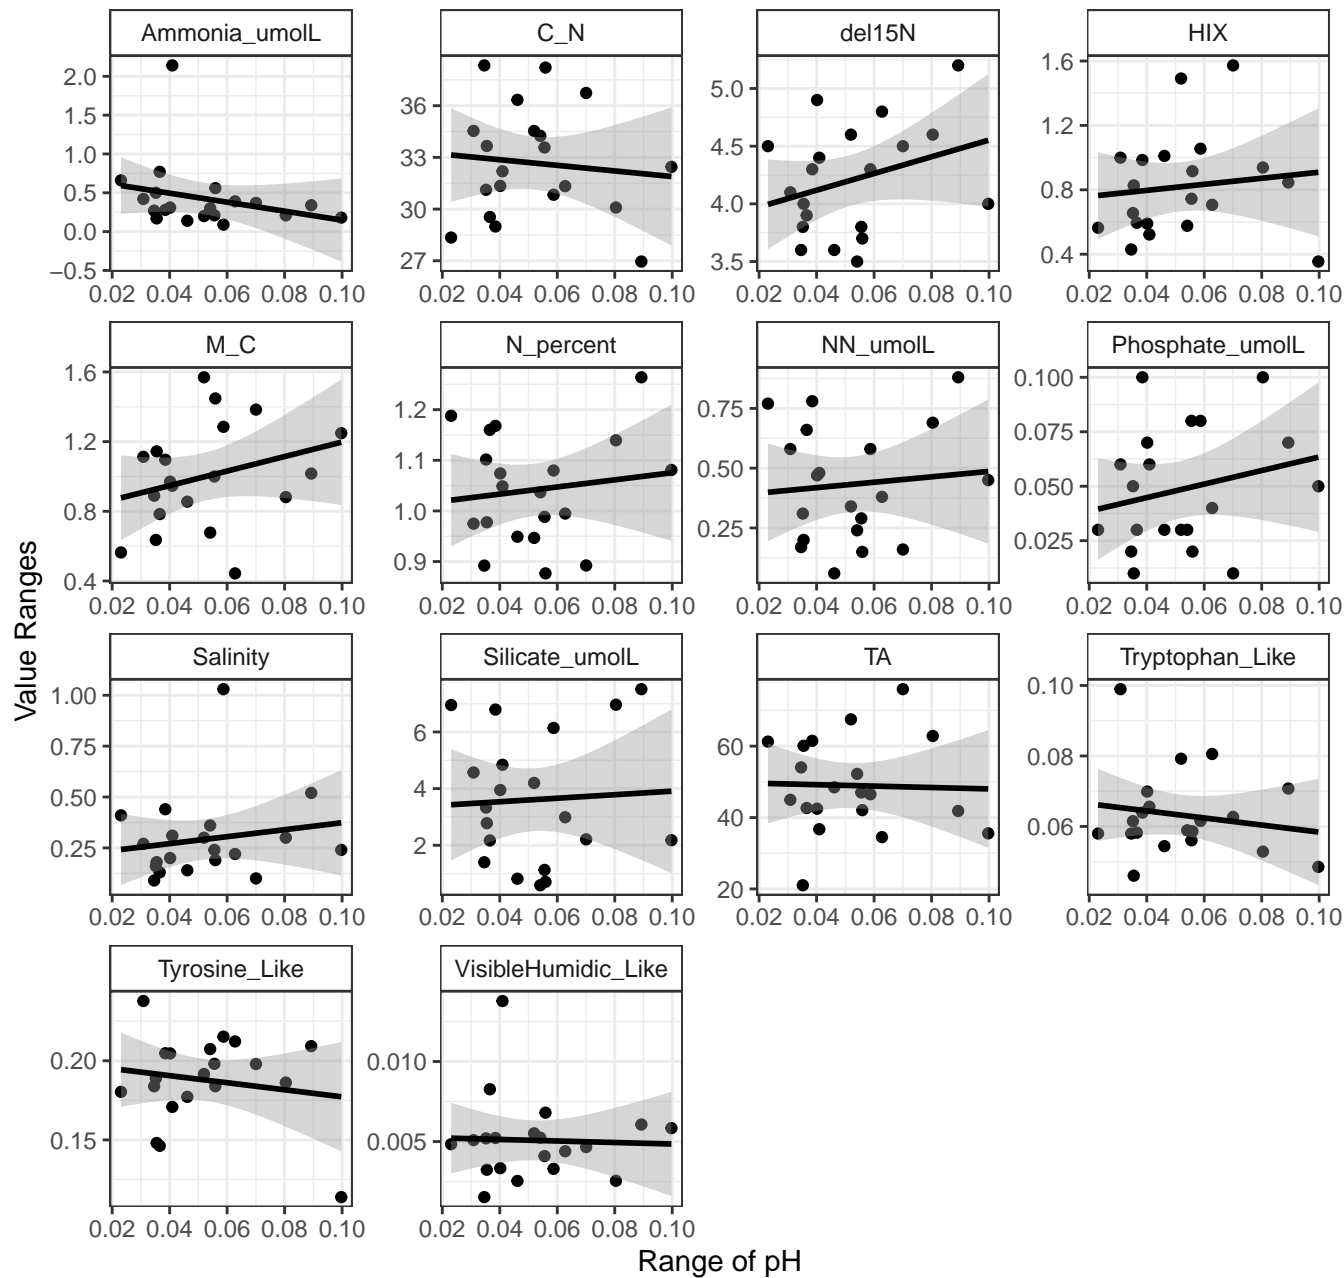 Ammonia_umolL C_N del15N HIX
2.0 1.5 1.0 0.5 0.0 −0.5
36 33 30 27
5.0 4.5 4.0 3.5
1.6 1.2 0.8 0.4
0.02 0.04 0.06 0.08 0.10 0.02 0.04 0.06 0.08 0.10 0.02 0.04 0.06 0.08 0.10 0.02 0.04 0.06 0.08 0.10
M_C N_percent NN_umolL Phosphate_umolL
1.6 1.2 0.8 0.4
1.2 1.1 1.0 0.9
0.75 0.50 0.25
0.100 0.075 0.050 0.025
0.02 0.04 0.06 0.08 0.10 0.02 0.04 0.06 0.08 0.10 0.02 0.04 0.06 0.08 0.10 0.02 0.04 0.06 0.08 0.10
Value Ranges
Salinity Silicate_umolL TA Tryptophan_Like
1.00 0.75 0.50 0.25
6 4 2
60 40 20
0.10 0.08 0.06
0.02 0.04 0.06 0.08 0.10 0.02 0.04 0.06 0.08 0.10 0.02 0.04 0.06 0.08 0.10 0.02 0.04 0.06 0.08 0.10
Tyrosine_Like VisibleHumidic_Like
0.20 0.15
0.010 0.005
0.02 0.04 0.06 0.08 0.10 0.02 0.04 0.06 0.08 0.10
Range of pH